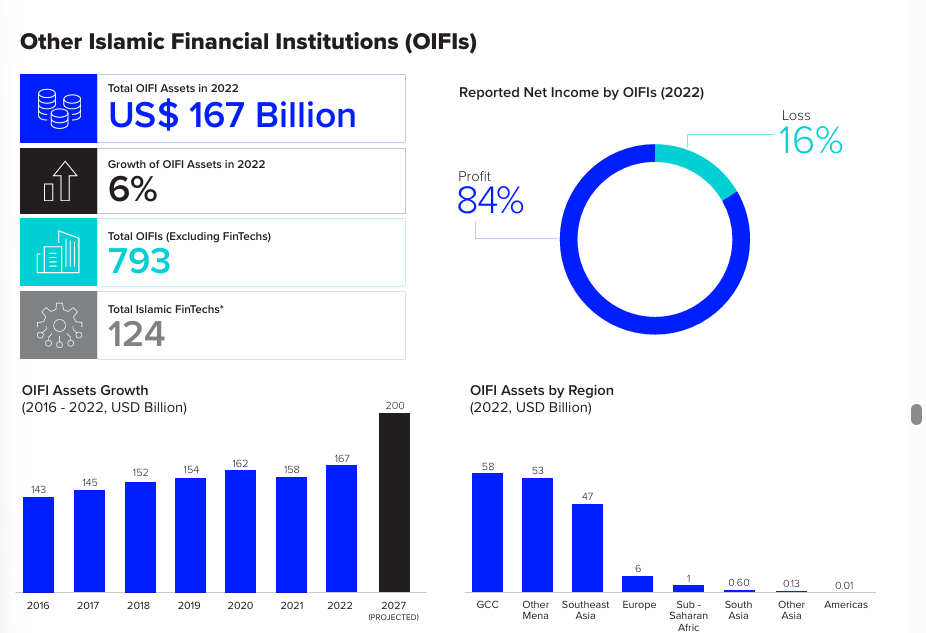 Other Islamic Financial Institutions (OIFIs)
Total OIFI Assets in 2022
US$ 167 Billion
Growth of OIFI Assets in 2022
6%
Total OIFIs (Excluding FinTechs)
793
Total Islamic FinTechs*
124
Reported Net Income by OIFIs (2022)
Loss
16%
Profit
84%
OIFI Assets Growth
(2016 - 2022, USD Billion)
143
145
152
154
162
158
167
200
2016
2017
2018
2019
2020
2021
2022
2027
(PROJECTED)
OIFI Assets by Region
(2022, USD Billion)
58
53
47
6
1
0.60
0.13
0.01
GCC
Other
Mena
Southeast
Asia
Europe
Sub -
Saharan
Afric
South
Asia
Other
Asia
Americas